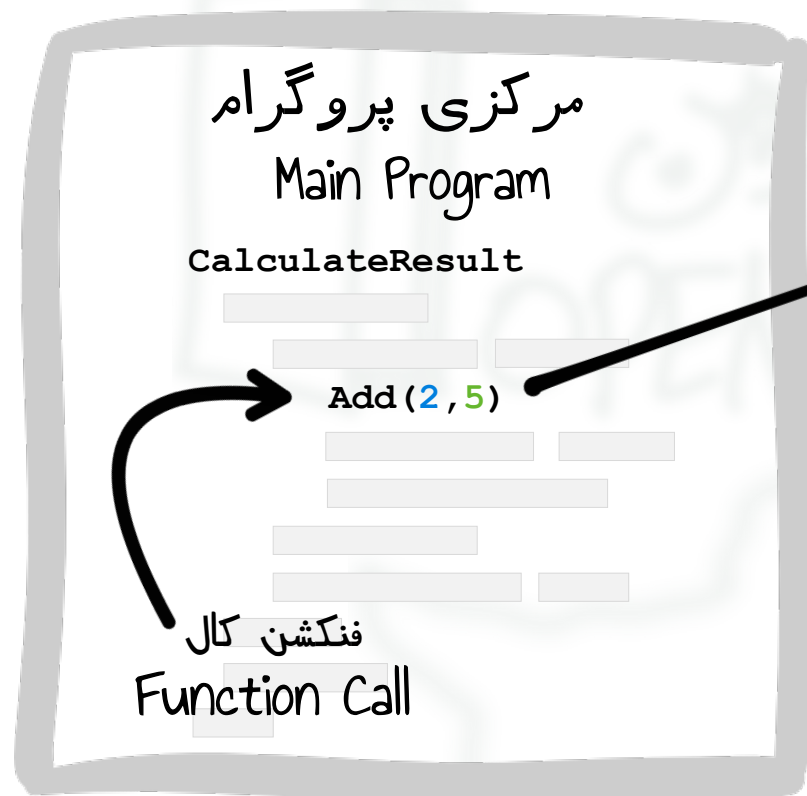 مرکزی پروگرام
Main Program
CalculateResult
Add(2,5)
فنکشن کال
Function Call